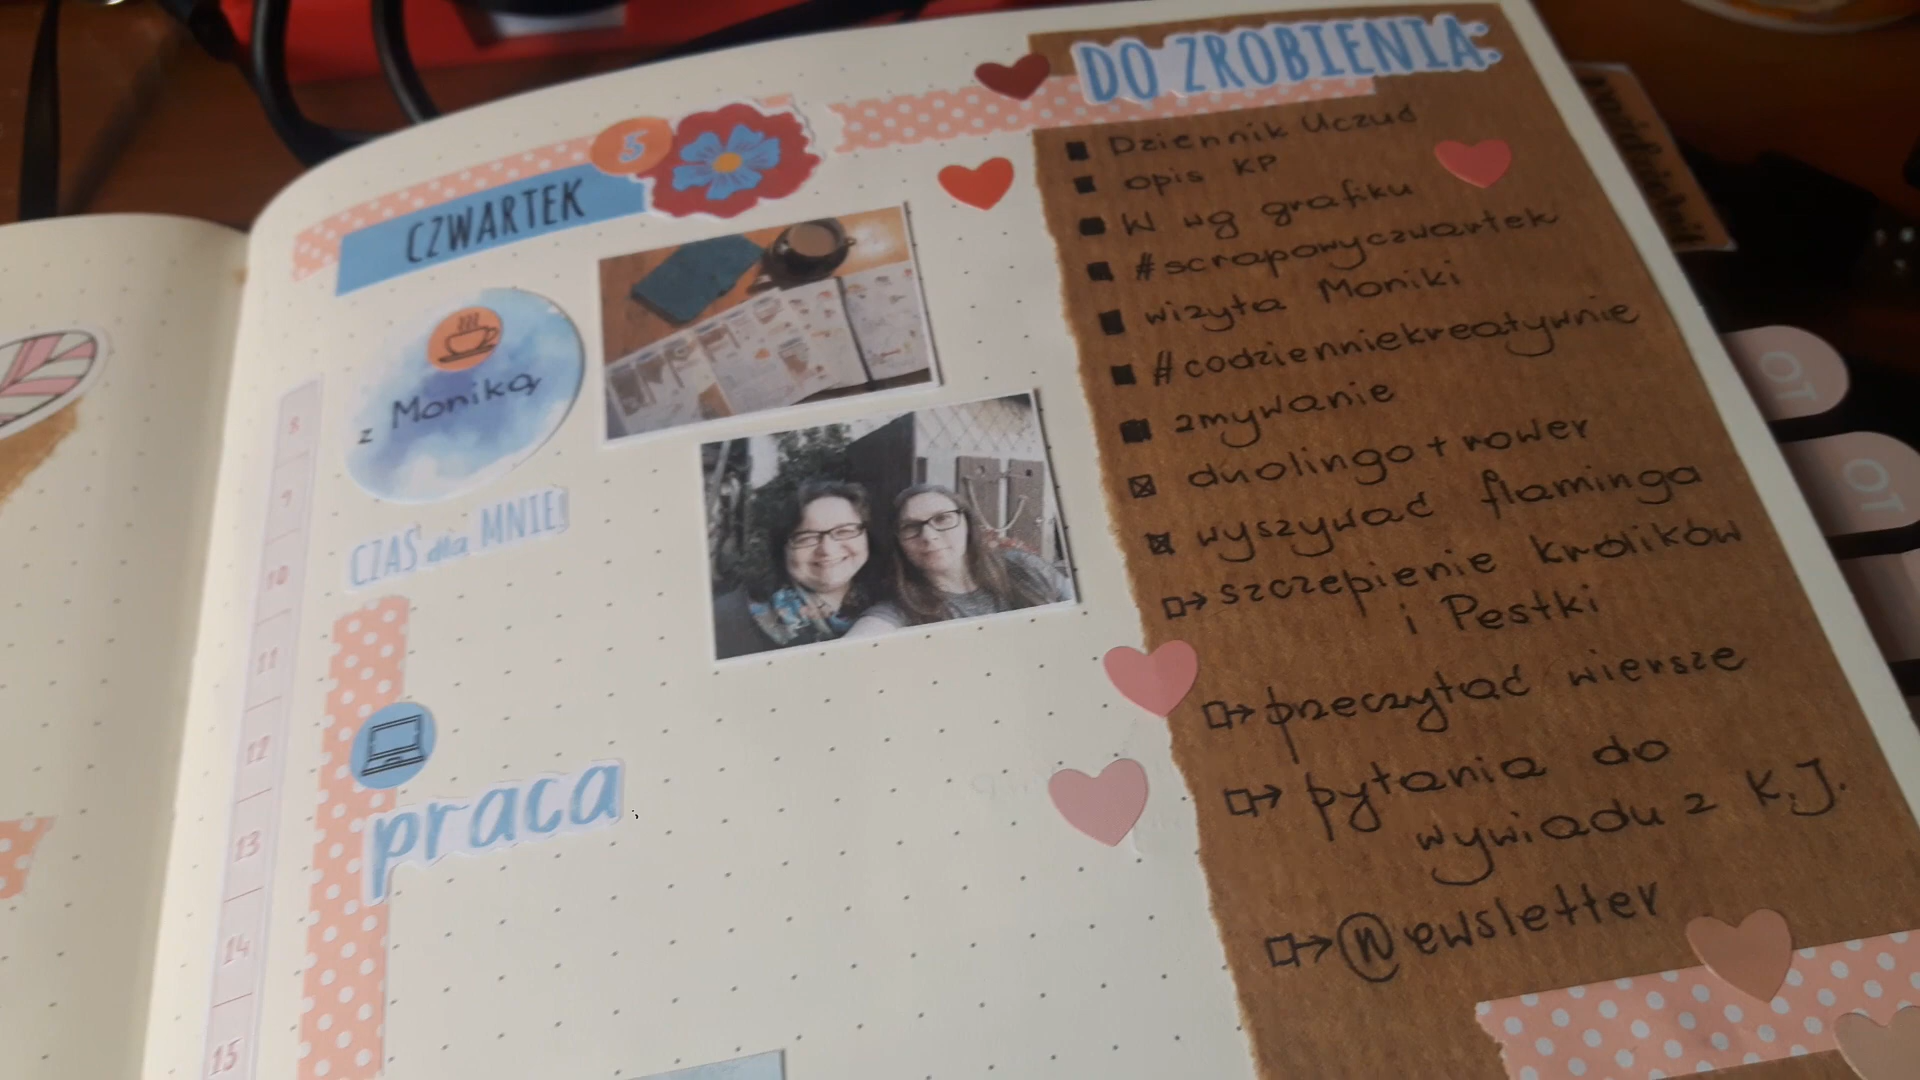 5
CZWARTEK
z Moniką
CZAS dla MNIE!
praca
8
9
10
11
12
13
14
15
DO ZROBIENIA:
Dziennik Uczuć
opis KP
W wg grafiku
#scrapowyczwartek
wizyta Moniki
#codzienniekreatywnie
zmywanie
duolingo + rower
wyszywać flaminga
szczepienie królików
i Pestki
przeczytać wiersze
pytania do
wywiadu z K.J.
@ewsletter